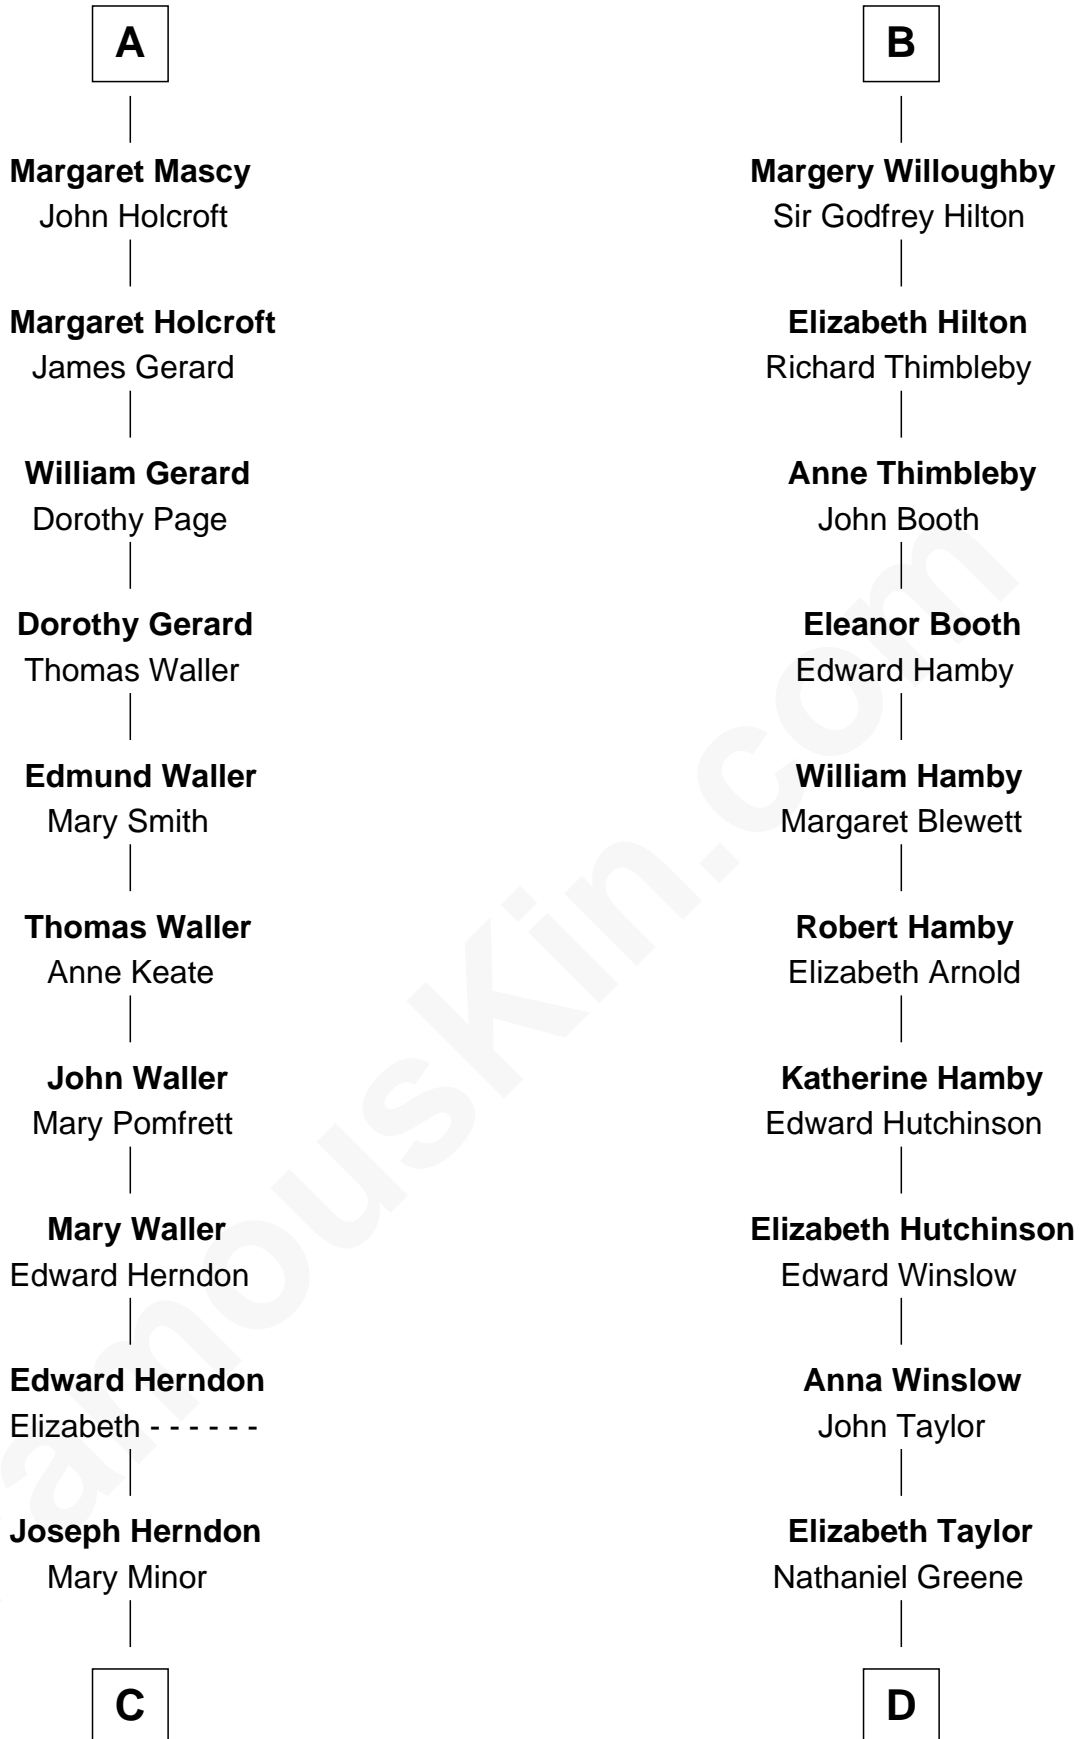 A
Margaret Mascy
John Holcroft
Margaret Holcroft
James Gerard
William Gerard
Dorothy Page
Dorothy Gerard
Thomas Waller
Edmund Waller
Mary Smith
Thomas Waller
Anne Keate
John Waller
Mary Pomfrett
Mary Waller
Edward Herndon
Edward Herndon
Elizabeth - - - - - -
Joseph Herndon
Mary Minor
C
B
Margery Willoughby
Sir Godfrey Hilton
Elizabeth Hilton
Richard Thimbleby
Anne Thimbleby
John Booth
Eleanor Booth
Edward Hamby
William Hamby
Margaret Blewett
Robert Hamby
Elizabeth Arnold
Katherine Hamby
Edward Hutchinson
Elizabeth Hutchinson
Edward Winslow
Anna Winslow
John Taylor
Elizabeth Taylor
Nathaniel Greene
D
amouskin.com